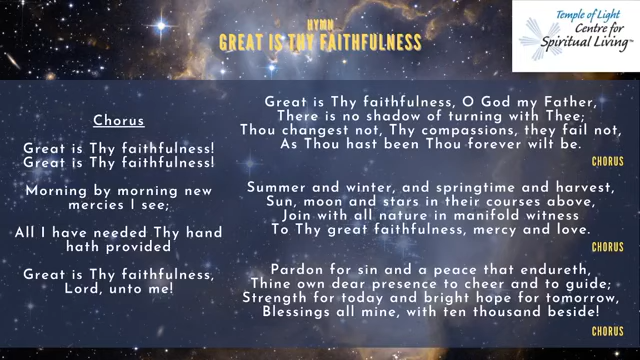 HYMN
GREAT IS THY FAITHFULNESS
Temple of Light
Centre for
Spiritual Living™
Chorus
Great is Thy faithfulness!
Great is Thy faithfulness!
Morning by morning new
mercies I see;
All I have needed Thy hand
hath provided
Great is Thy faithfulness,
Lord, unto me!
Great is Thy faithfulness, O God my Father,
There is no shadow of turning with Thee;
Thou changest not, Thy compassions, they fail not,
As Thou hast been Thou forever wilt be.
CHORUS
Summer and winter, and springtime and harvest,
Sun, moon and stars in their courses above,
Join with all nature in manifold witness
To Thy great faithfulness, mercy and love.
CHORUS
Pardon for sin and a peace that endureth,
Thine own dear presence to cheer and to guide;
Strength for today and bright hope for tomorrow,
Blessings all mine, with ten thousand beside!
CHORUS